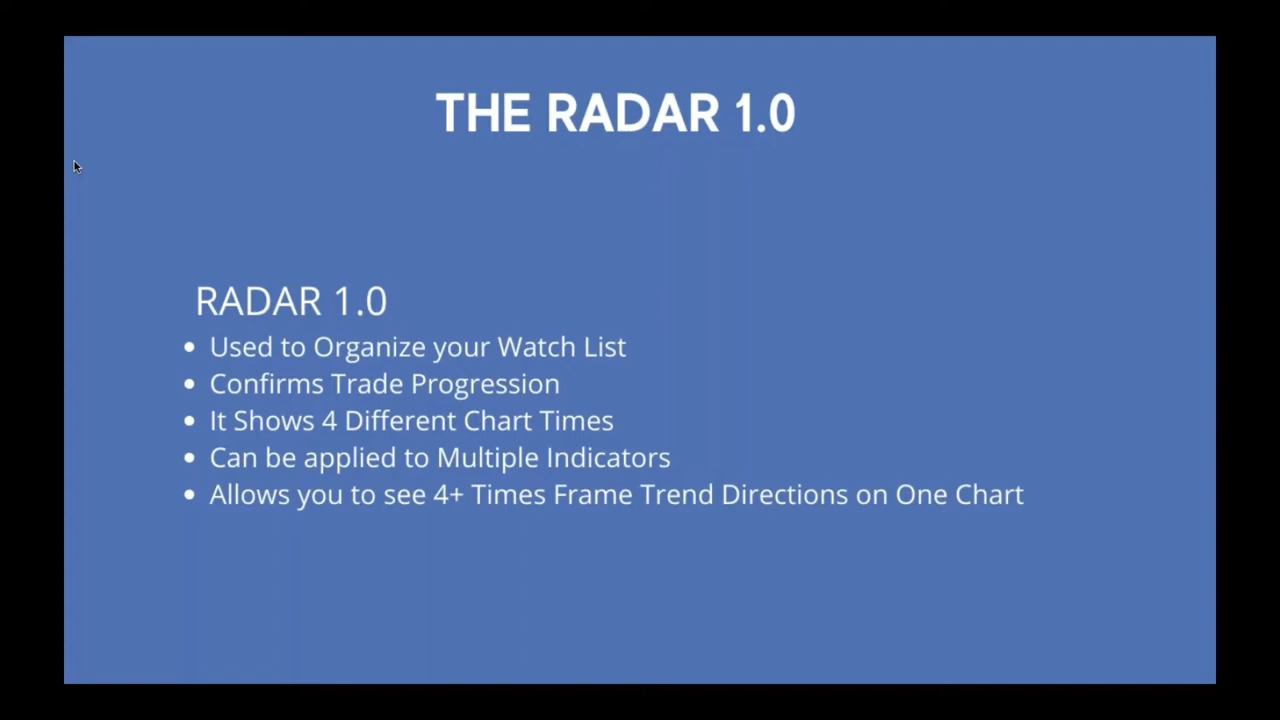 THE RADAR 1.0
RADAR 1.0
• Used to Organize your Watch List
• Confirms Trade Progression
• It Shows 4 Different Chart Times
• Can be applied to Multiple Indicators
• Allows you to see 4+ Times Frame Trend Directions on One Chart